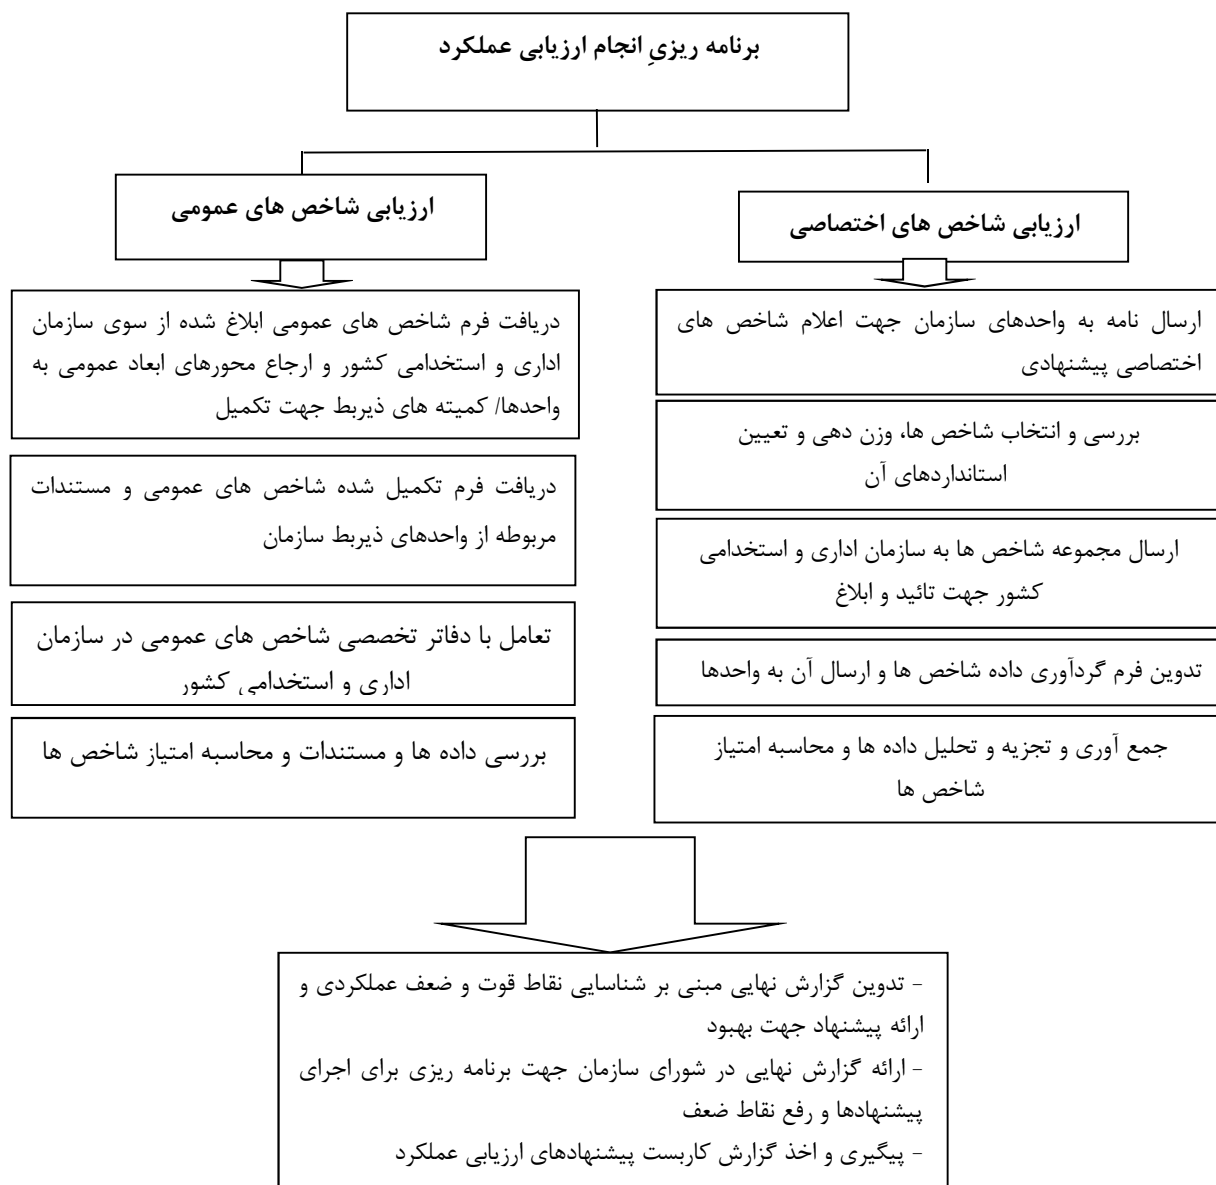 برنامه ریزیِ انجام ارزیابی عملکرد
ارزیابی شاخص های اختصاصی
ارسال نامه به واحدهای سازمان جهت اعلام شاخص های
اختصاصی پیشنهادی
بررسی و انتخاب شاخص ها، وزن دهی و تعیین
استانداردهای آن
ارسال مجموعه شاخص ها به سازمان اداری و استخدامی
کشور جهت تائید و ابلاغ
تدوین فرم گردآوری داده شاخص ها و ارسال آن به واحدها
جمع آوری و تجزیه و تحلیل داده ها و محاسبه امتیاز
شاخص ها
ارزیابی شاخص های عمومی
دریافت فرم شاخص های عمومی ابلاغ شده از سوی سازمان
اداری و استخدامی کشور و ارجاع محورهای ابعاد عمومی به
واحدها/ کمیته های ذیربط جهت تکمیل
دریافت فرم تکمیل شده شاخص های عمومی و مستندات
مربوطه از واحدهای ذیربط سازمان
تعامل با دفاتر تخصصی شاخص های عمومی در سازمان
اداری و استخدامی کشور
بررسی داده ها و مستندات و محاسبه امتیاز شاخص ها
- تدوین گزارش نهایی مبنی بر شناسایی نقاط قوت و ضعف عملکردی و
ارائه پیشنهاد جهت بهبود
- ارائه گزارش نهایی در شورای سازمان جهت برنامه ریزی برای اجرای
پیشنهادها و رفع نقاط ضعف
- پیگیری و اخذ گزارش کاربست پیشنهادهای ارزیابی عملکرد